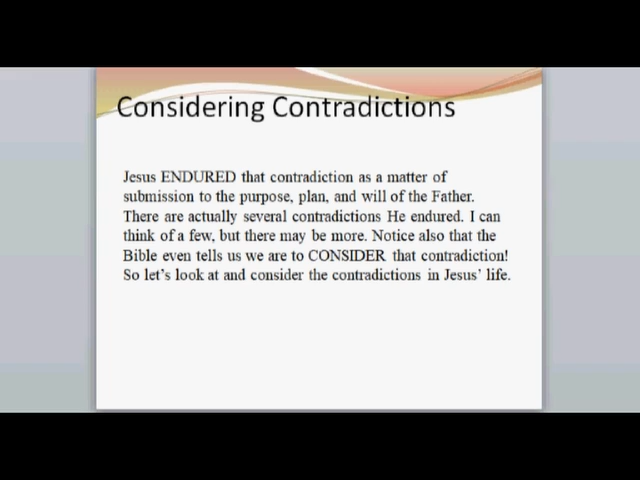 Considering Contradictions
Jesus ENDURED that contradiction as a matter of
submission to the purpose, plan, and will of the Father.
There are actually several contradictions He endured. I can
think of a few, but there may be more. Notice also that the
Bible even tells us we are to CONSIDER that contradiction!
So let’s look at and consider the contradictions in Jesus’ life.